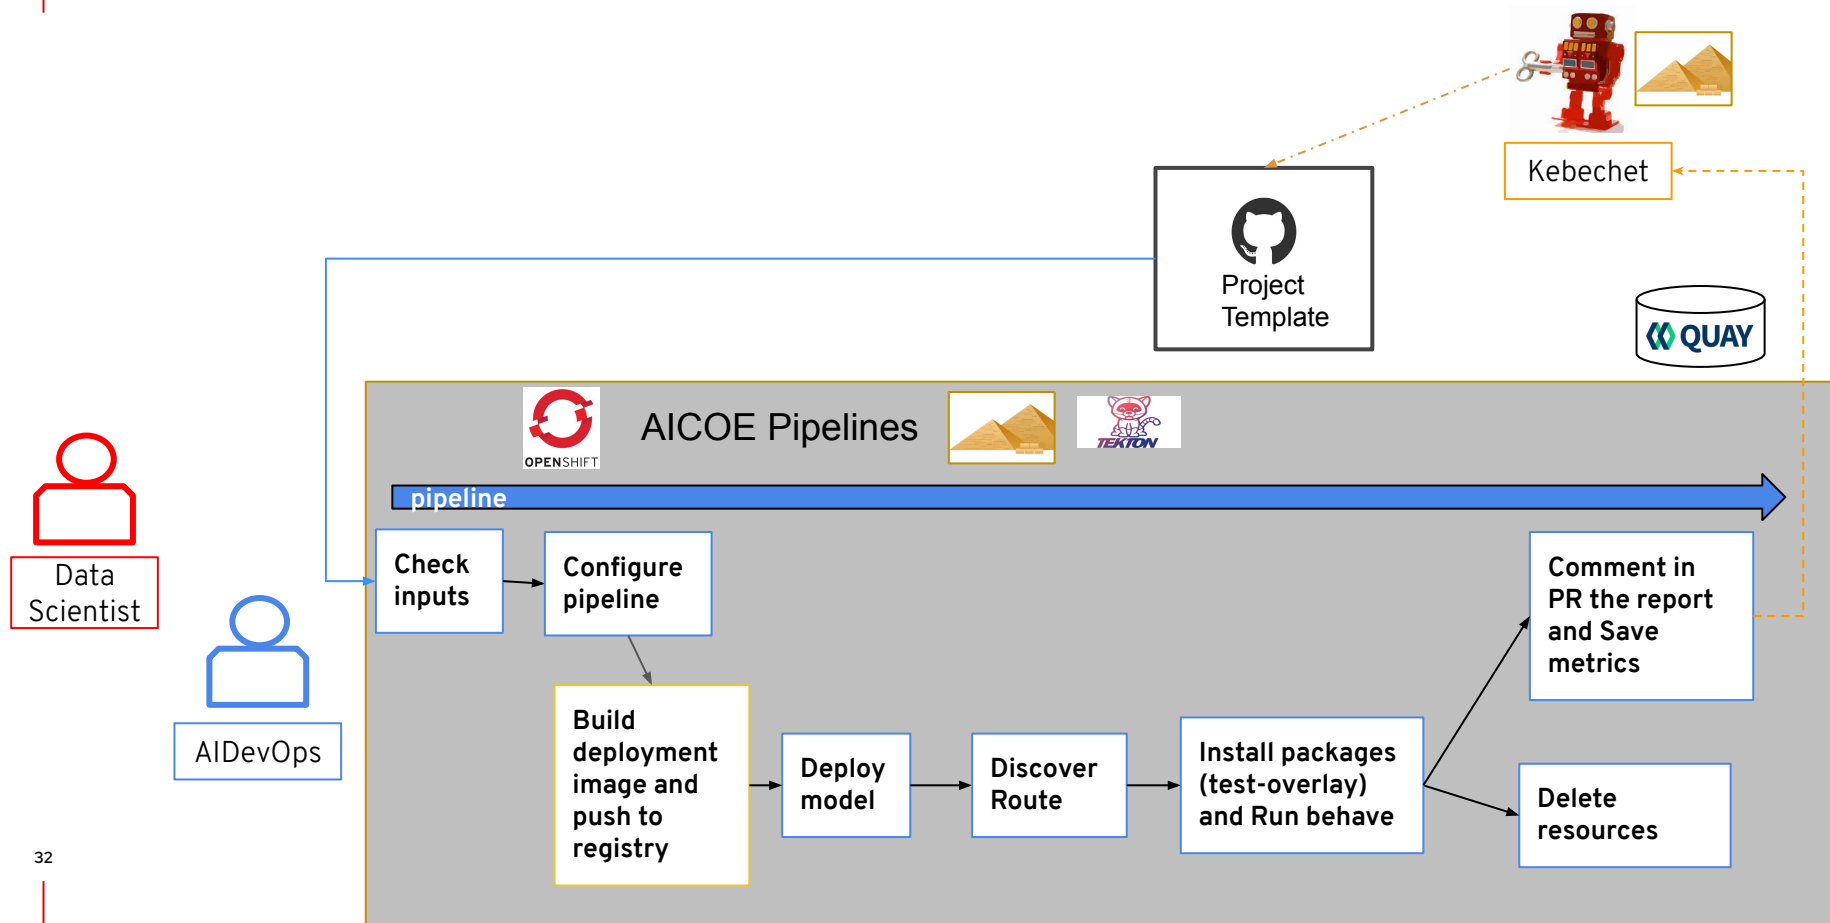 Kebechet
Project
Template
QUAY
OPENSHIFT
AICOE Pipelines
TEKTON
pipeline
Check
inputs
Configure
pipeline
Comment in
PR the report
and Save
metrics
Data
Scientist
AIDevOps
Build
deployment
image and
push to
registry
Deploy
model
Discover
Route
Install packages
(test-overlay)
and Run behave
Delete
resources
32